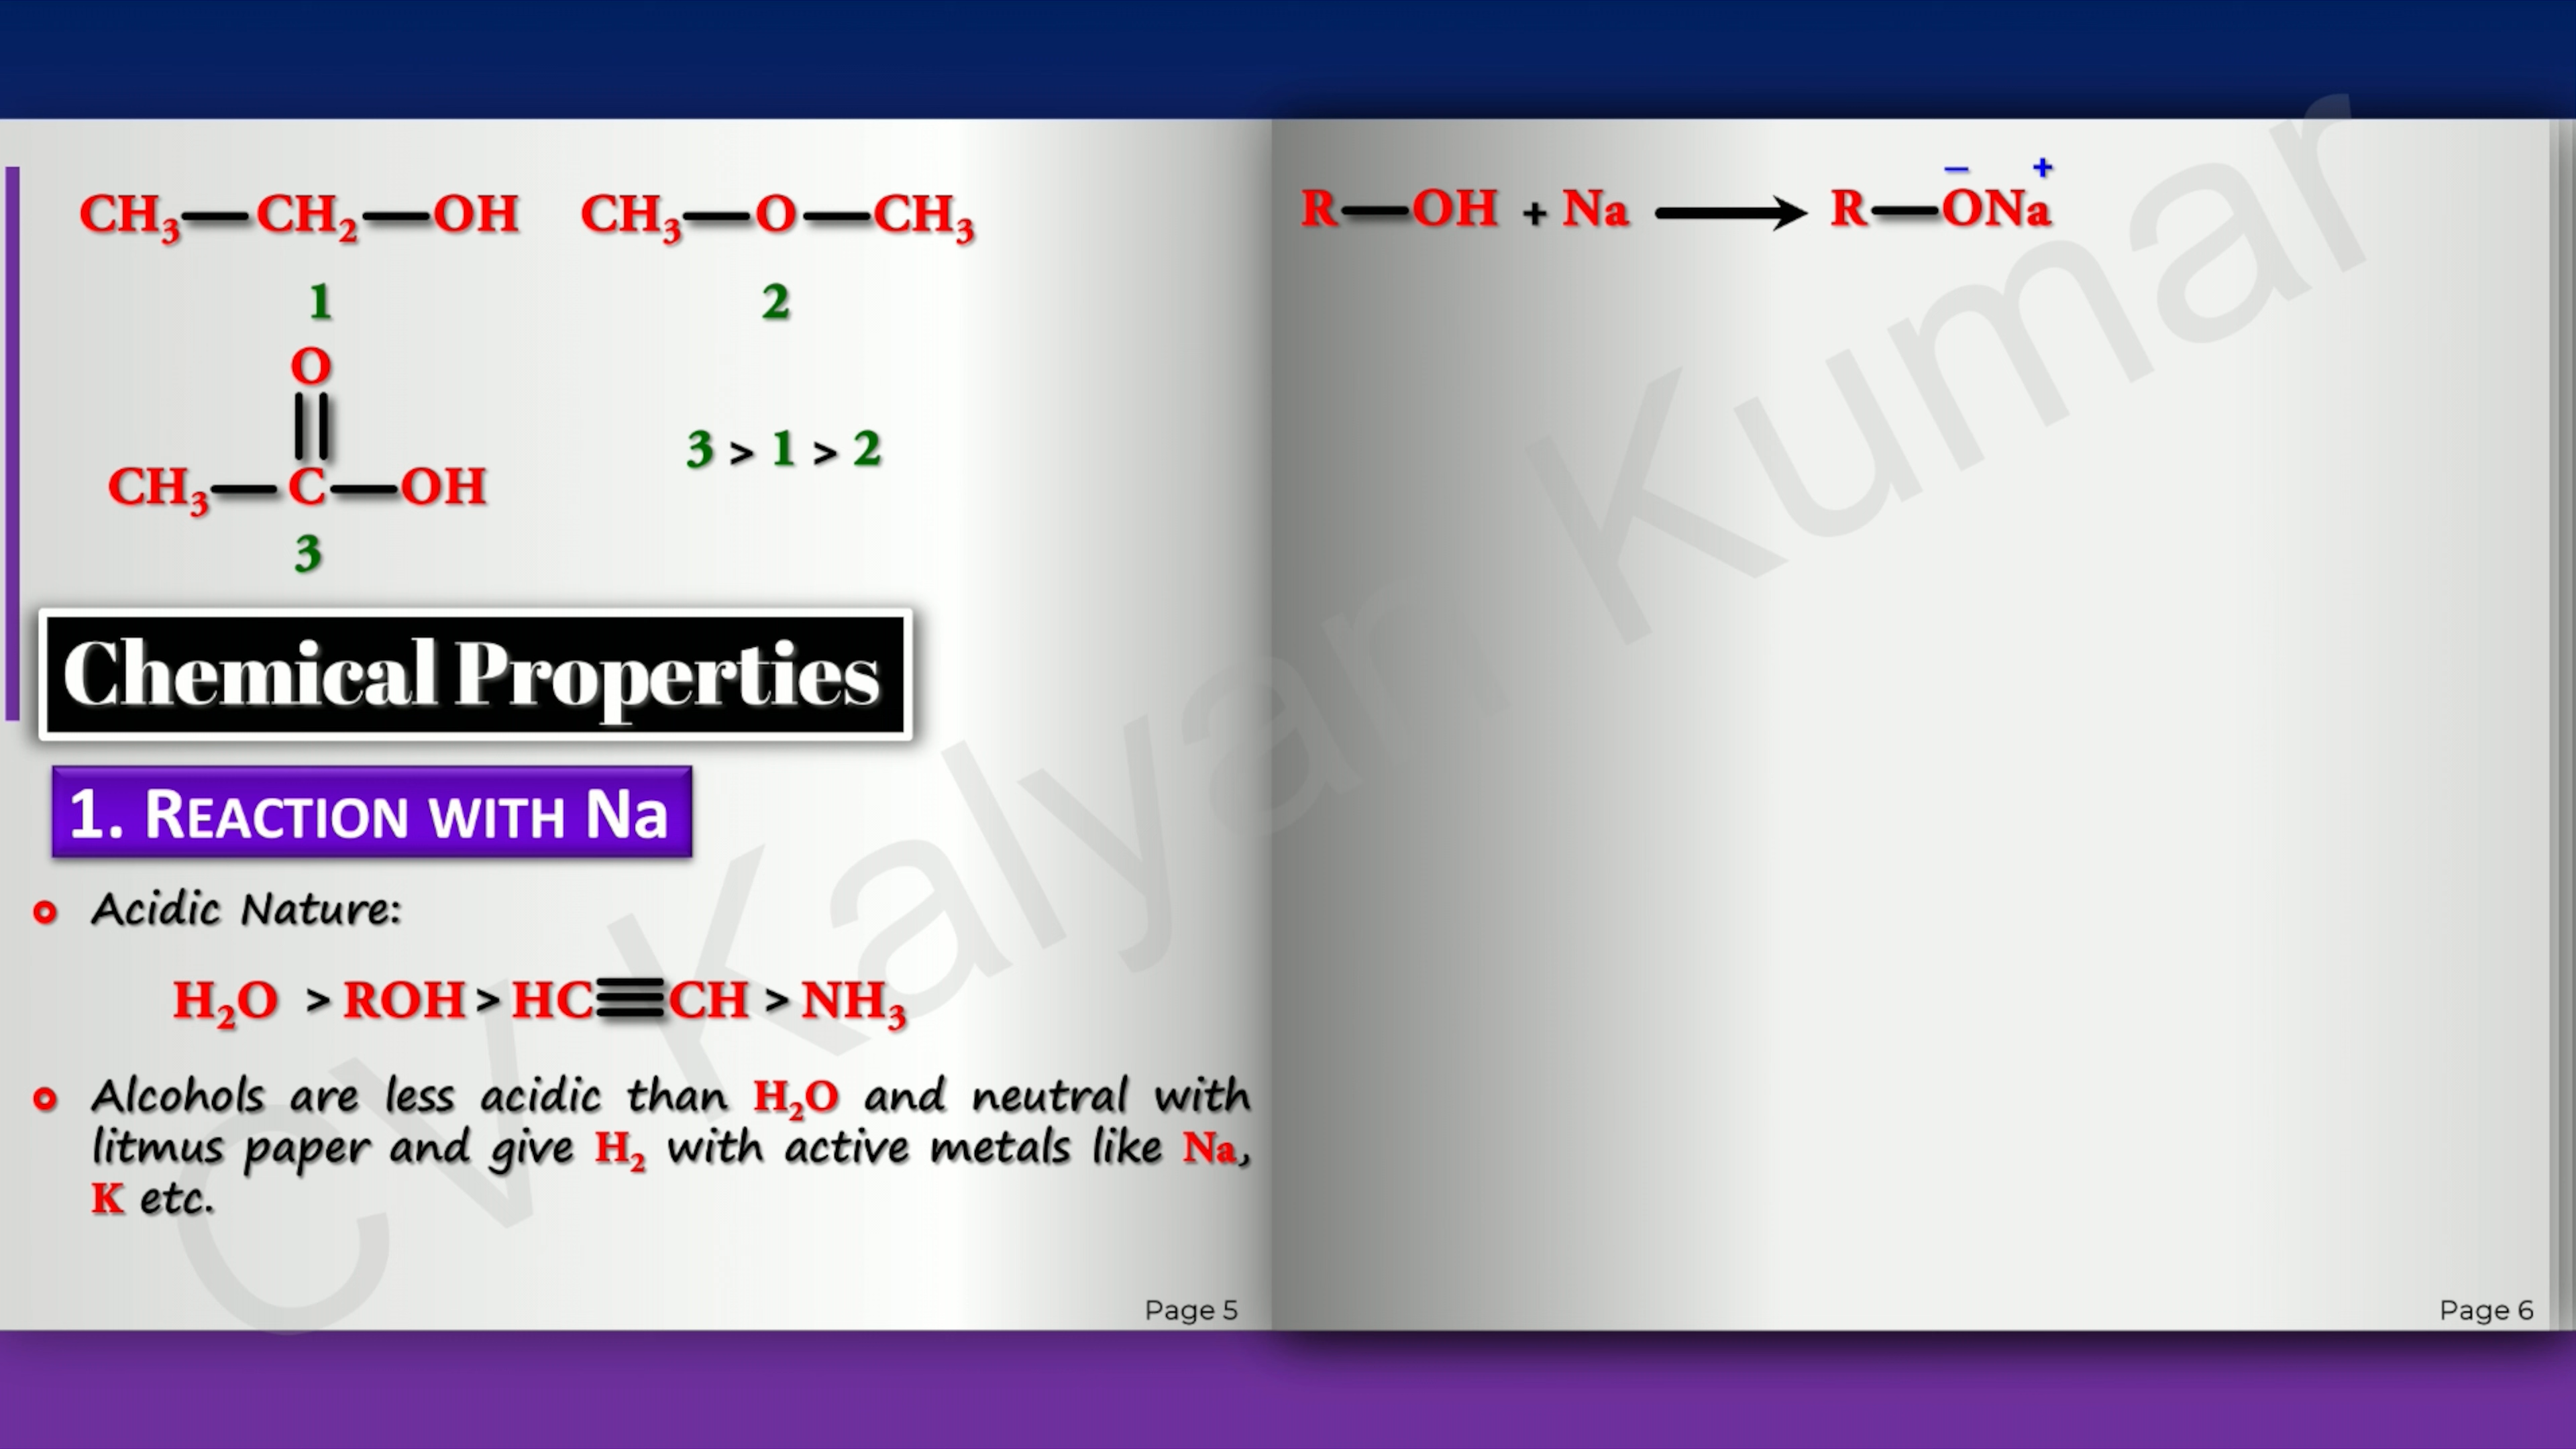 CH₃—CH₂—OH CH₃—O—CH₃
1 2
O
||
CH₃—C—OH
3
3 > 1 > 2
Chemical Properties
1. REACTION WITH Na
Acidic Nature:
H₂O > ROH > HC≡CH > NH₃
Alcohols are less acidic than H₂O and neutral with
litmus paper and give H₂ with active metals like Na,
K etc.
Page 5
R—OH + Na ⟶ R—O⁻Na⁺
Page 6
CV Kalyan Kumar